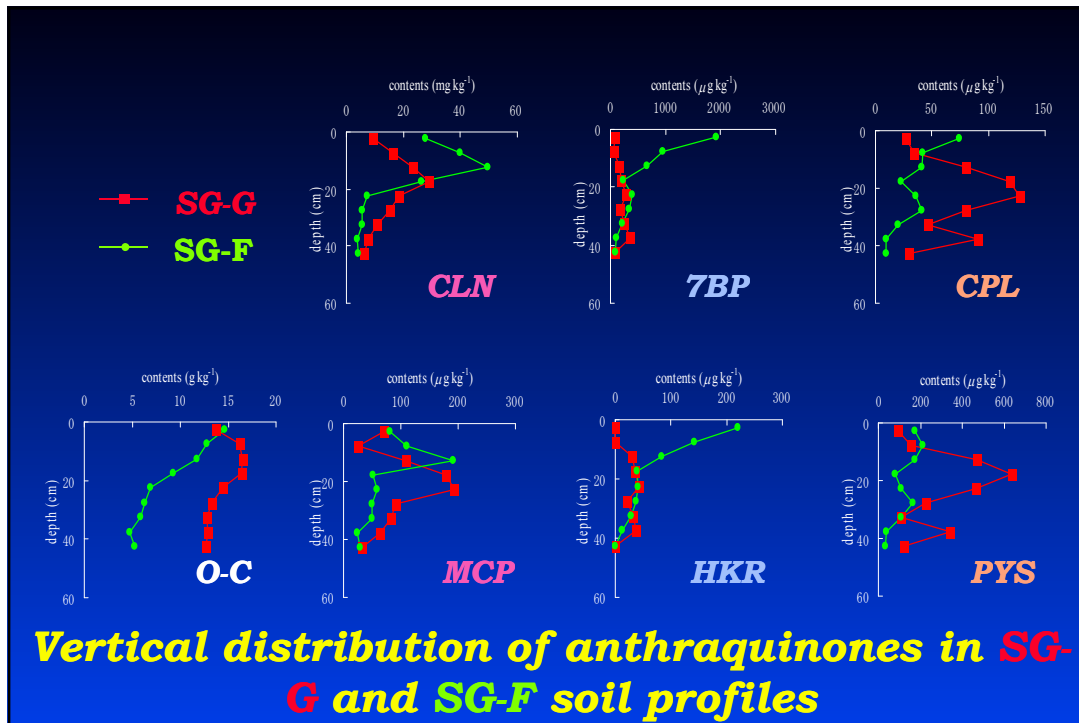 contents (mg kg-1)
0 20 40 60
0
20
40
60
depth (cm)
CLN
contents (μg kg-1)
0 1000 2000 3000
0
20
40
60
depth (cm)
7BP
contents (μg kg-1)
0 50 100 150
0
20
40
60
depth (cm)
CPL
SG-G
SG-F
contents (g kg-1)
0 5 10 15 20
0
20
40
60
depth (cm)
O-C
contents (μg kg-1)
0 100 200 300
0
20
40
60
depth (cm)
MCP
contents (μg kg-1)
0 100 200 300
0
20
40
60
depth (cm)
HKR
contents (μg kg-1)
0 200 400 600 800
0
20
40
60
depth (cm)
PYS
Vertical distribution of anthraquinones in SG-
G and SG-F soil profiles